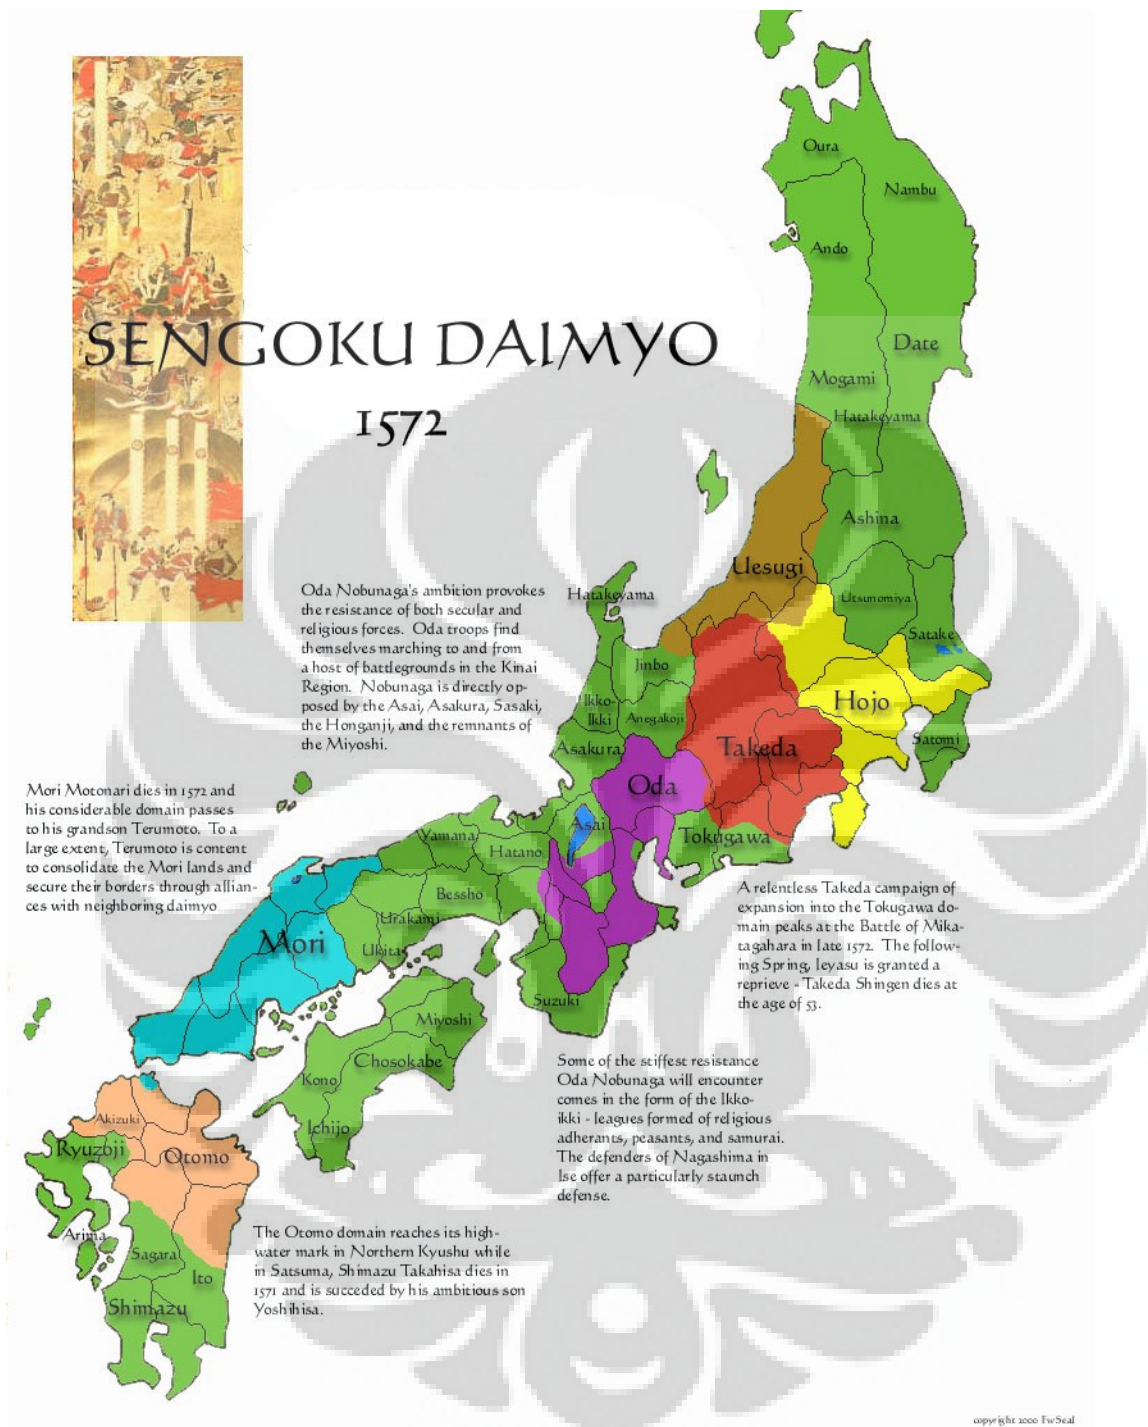 Oura
Nambu
Ando
SENGOKU DAIMYO
1572
Date
Mogami
Hatakeyama
Ashina
Uesugi
Utsunomiya
Satake
Hatakeyama
Jinbo
Ikko-
Ikki
Anegakoji
Hojo
Satomi
Asakura
Takeda
Oda
Oda Nobunaga's ambition provokes
the resistance of both secular and
religious forces. Oda troops find
themselves marching to and from
a host of battlegrounds in the Kinai
Region. Nobunaga is directly op-
posed by the Asai, Asakura, Sasaki,
the Honganji, and the remnants of
the Miyoshi.
Mori Motonari dies in 1572 and
his considerable domain passes
to his grandson Terumoto. To a
large extent, Terumoto is content
to consolidate the Mori lands and
secure their borders through allian-
ces with neighboring daimyo
Asai
Tokugawa
Yamana
Hatano
Bessho
Urakami
Ukita
Mori
Suzuki
Miyoshi
Chosokabe
Kono
Ichijo
A relentless Takeda campaign of
expansion into the Tokugawa do-
main peaks at the Battle of Mika-
tagahara in late 1572. The follow-
ing Spring, Ieyasu is granted a
reprieve - Takeda Shingen dies at
the age of 53.
Some of the stiffest resistance
Oda Nobunaga will encounter
comes in the form of the Ikko-
ikki - leagues formed of religious
adherants, peasants, and samurai.
The defenders of Nagashima in
Ise offer a particularly staunch
defense.
Akizuki
Ryuzoji
Otomo
Arima
Sagara
Ito
Shimazu
The Otomo domain reaches its high-
water mark in Northern Kyushu while
in Satsuma, Shimazu Takahisa dies in
1571 and is succeded by his ambitious son
Yoshihisa.
copyright 2000 FwSeal